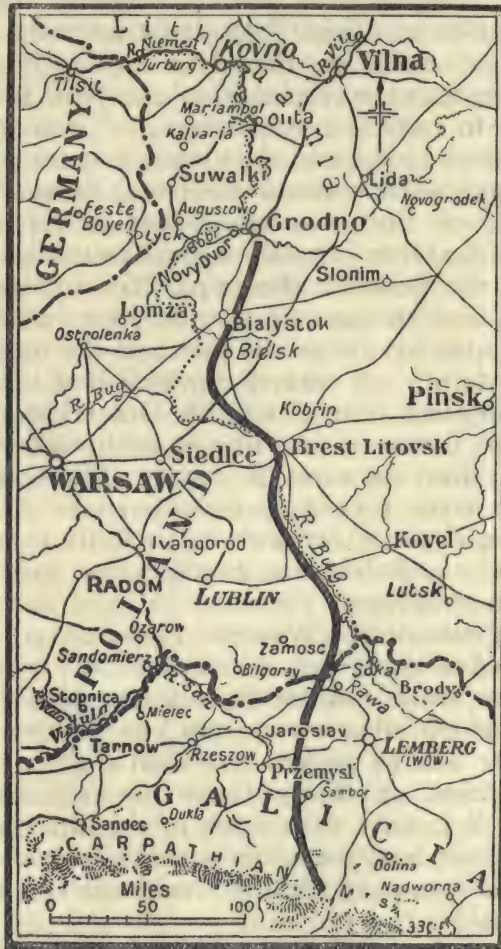 Lithuania
R. Niemen
Jurburg
Kovno
R. Vilia
Vilna
Tilsit
Mariampol
Olita
Kalvaria
Suwalki
Lida
Novogrodek
GERMANY
Feste
Boyen
Augustowo
Lyck
Bobr
Grodno
Novy Dvor
Slonim
Lomza
Bialystok
Ostrolenka
Bielsk
R. Bug
Pinsk
Kobrin
Siedlce
Brest Litovsk
WARSAW
POLAND
R. Bug
Ivangorod
Kovel
RADOM
LUBLIN
Lutsk
Ozarow
Zamosc
Sandomierz
Bilgoray
Sokal
R. San
Rawa
Brody
Stopnica
Mielec
Jaroslav
Tarnow
Rzeszow
LEMBERG
(LWOW)
Przemysl
GALICIA
Sambor
Sandec
Dukla
Dolina
CARPATHIAN MTS.
Nadworna
Miles
0 50 100